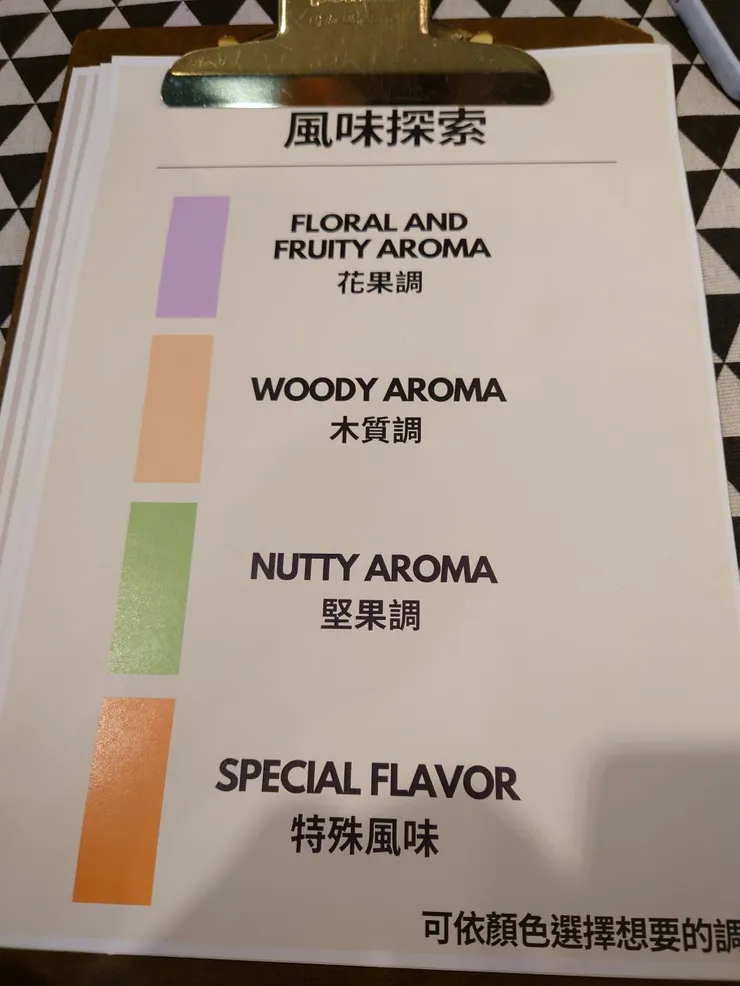 風味探索
FLORAL AND
FRUITY AROMA
花果調
WOODY AROMA
木質調
NUTTY AROMA
堅果調
SPECIAL FLAVOR
特殊風味
可依顏色選擇想要的調